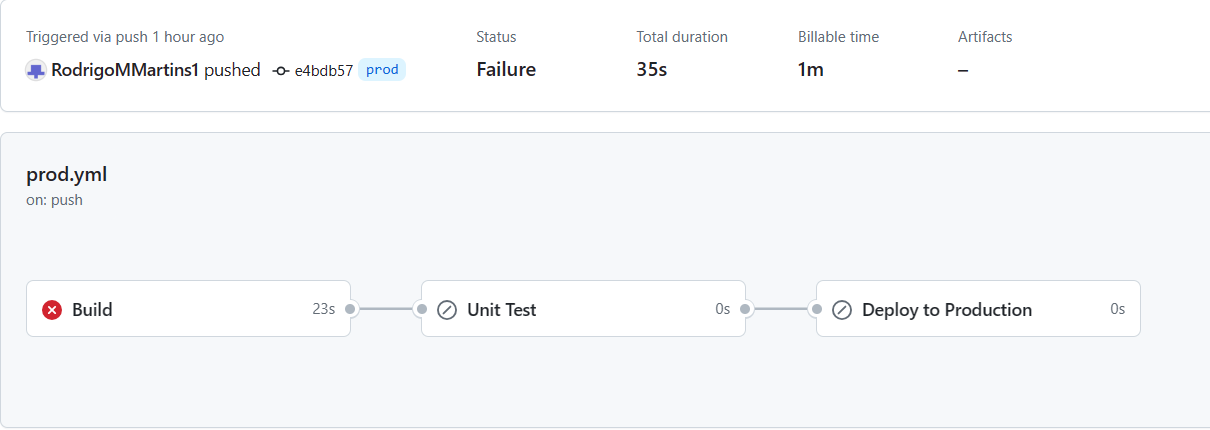 Triggered via push 1 hour ago
RodrigoMMartins1 pushed e4bdb57 prod
Status
Failure
Total duration
35s
Billable time
1m
Artifacts
–
prod.yml
on: push
Build 23s
Unit Test 0s
Deploy to Production 0s